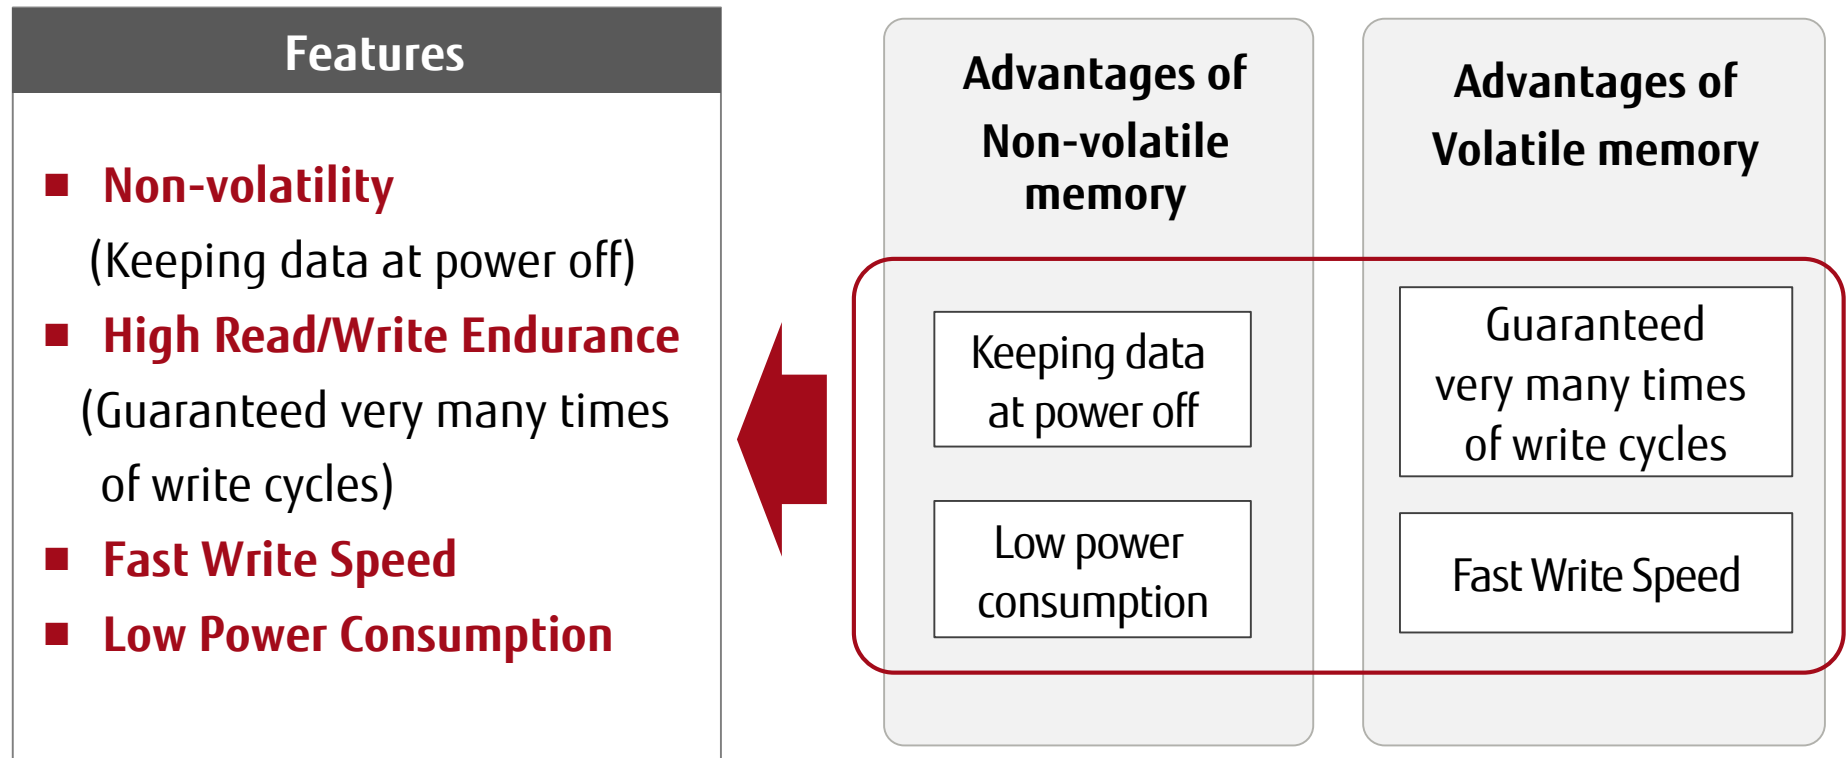 Features
■ Non-volatility
(Keeping data at power off)
■ High Read/Write Endurance
(Guaranteed very many times
of write cycles)
■ Fast Write Speed
■ Low Power Consumption
Advantages of
Non-volatile
memory
Keeping data
at power off
Low power
consumption
Advantages of
Volatile memory
Guaranteed
very many times
of write cycles
Fast Write Speed